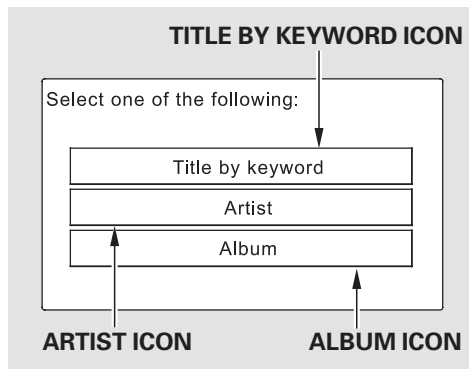 TITLE BY KEYWORD ICON
Select one of the following:
Title by keyword
Artist
Album
ARTIST ICON
ALBUM ICON